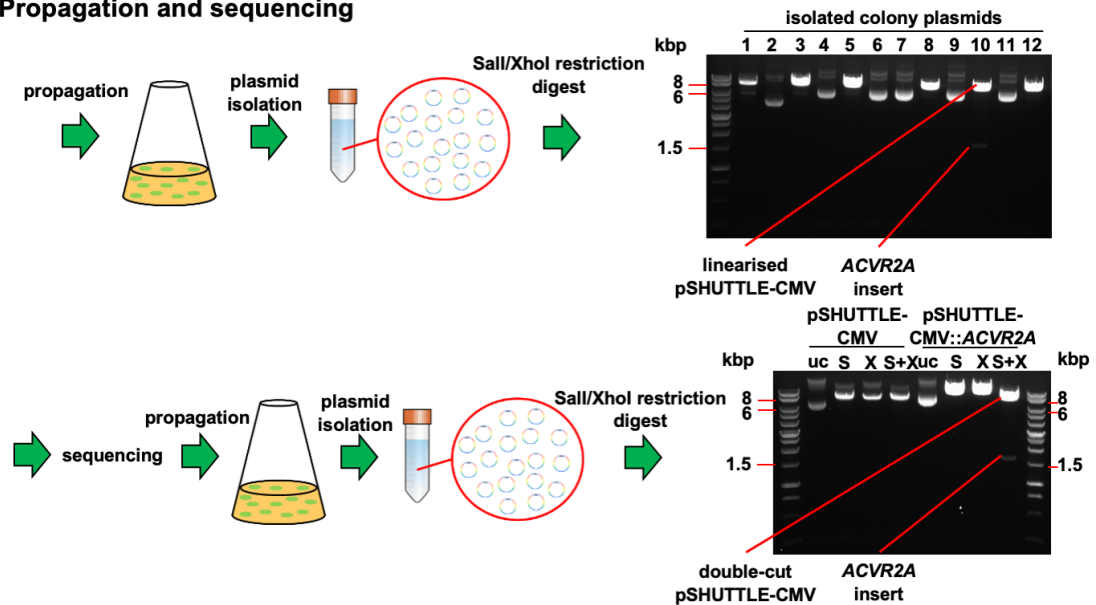 Propagation and sequencing
propagation
plasmid
isolation
SalI/XhoI restriction
digest
isolated colony plasmids
kbp
1 2 3 4 5 6 7 8 9 10 11 12
8
6
1.5
linearised
pSHUTTLE-CMV
ACVR2A
insert
sequencing
propagation
plasmid
isolation
SalI/XhoI restriction
digest
pSHUTTLE-
CMV
pSHUTTLE-
CMV::ACVR2A
kbp
uc S X S+X uc S X S+X
kbp
8
6
1.5
8
6
1.5
double-cut
pSHUTTLE-CMV
ACVR2A
insert